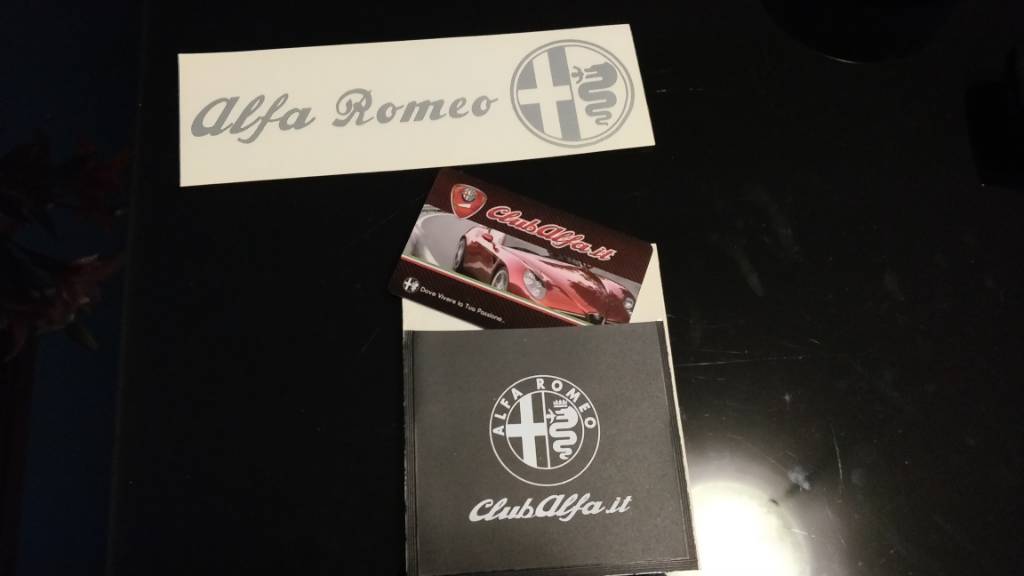 Alfa Romeo
ClubAlfa.it
Dove Vivere la Tua Passione.
ALFA ROMEO
ClubAlfa.it